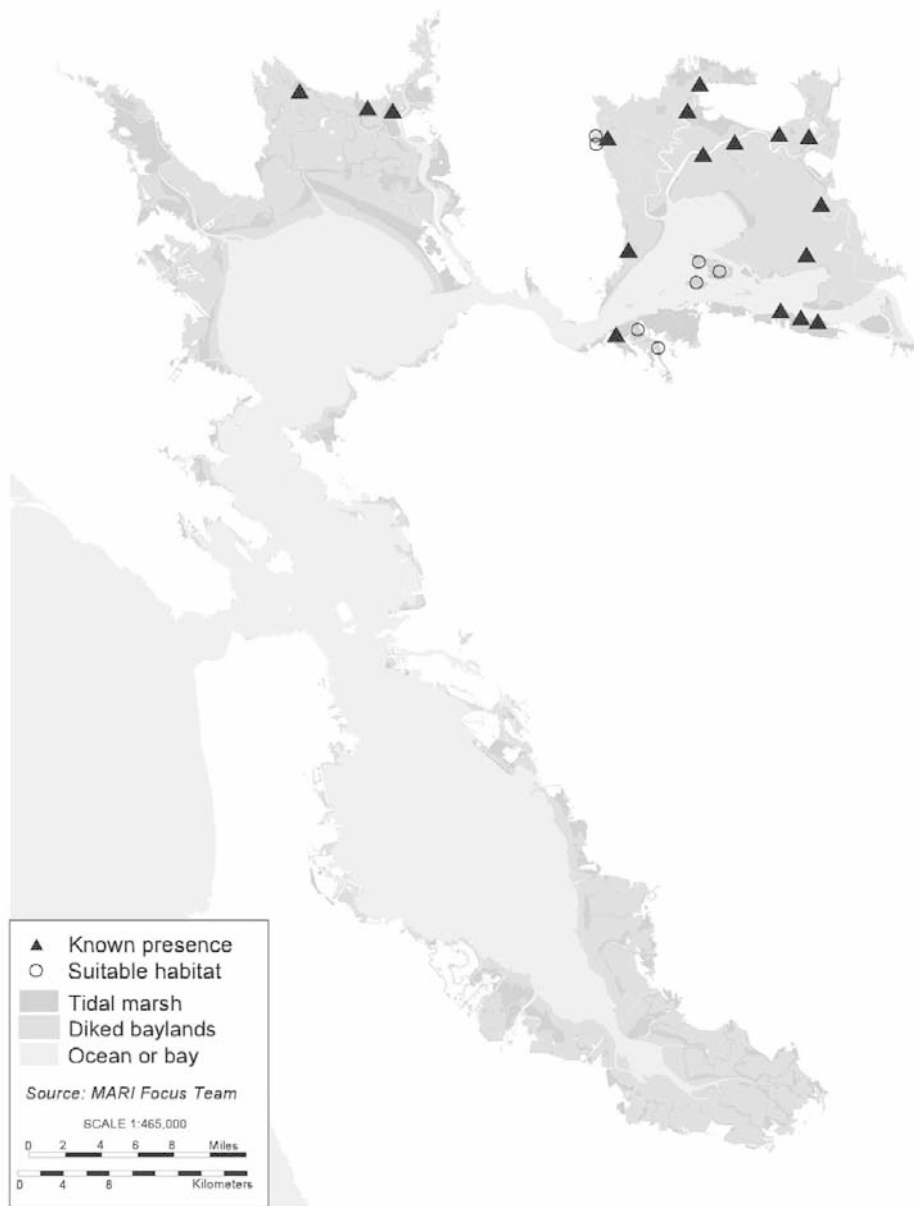 Known presence
Suitable habitat
Tidal marsh
Diked baylands
Ocean or bay
Source: MARI Focus Team
SCALE 1:465,000
0 2 4 6 8 Miles
0 4 8 Kilometers